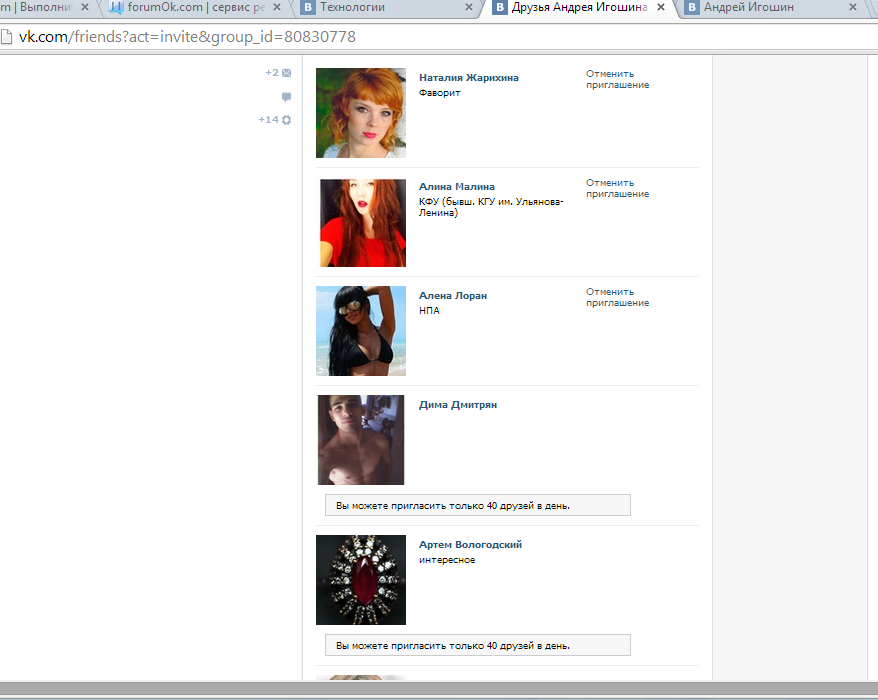 m | Выполни
forumOk.com | сервис ре
Технологии
Друзья Андрея Игошина
Андрей Игошин
vk.com/friends?act=invite&group_id=80830778
+2
+14
Наталия Жарихина
Фаворит
Отменить
приглашение
Алина Малина
КФУ (бывш. КГУ им. Ульянова-
Ленина)
Отменить
приглашение
Алена Лоран
НПА
Отменить
приглашение
Дима Дмитрян
Вы можете пригласить только 40 друзей в день.
Артем Вологодский
интересное
Вы можете пригласить только 40 друзей в день.